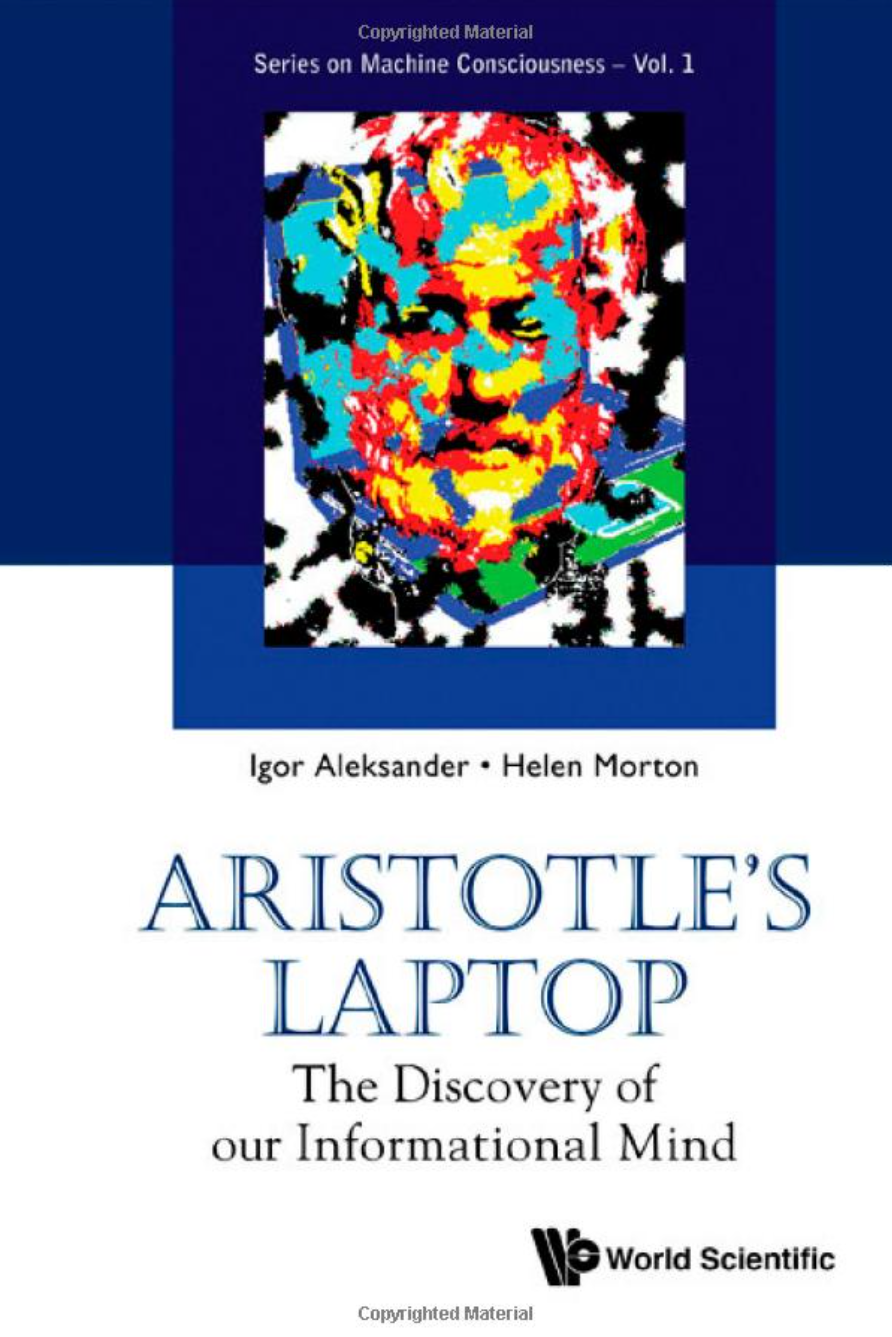 Copyrighted Material
Series on Machine Consciousness – Vol. 1
Igor Aleksander • Helen Morton
ARISTOTLE'S
LAPTOP
The Discovery of
our Informational Mind
World Scientific
Copyrighted Material